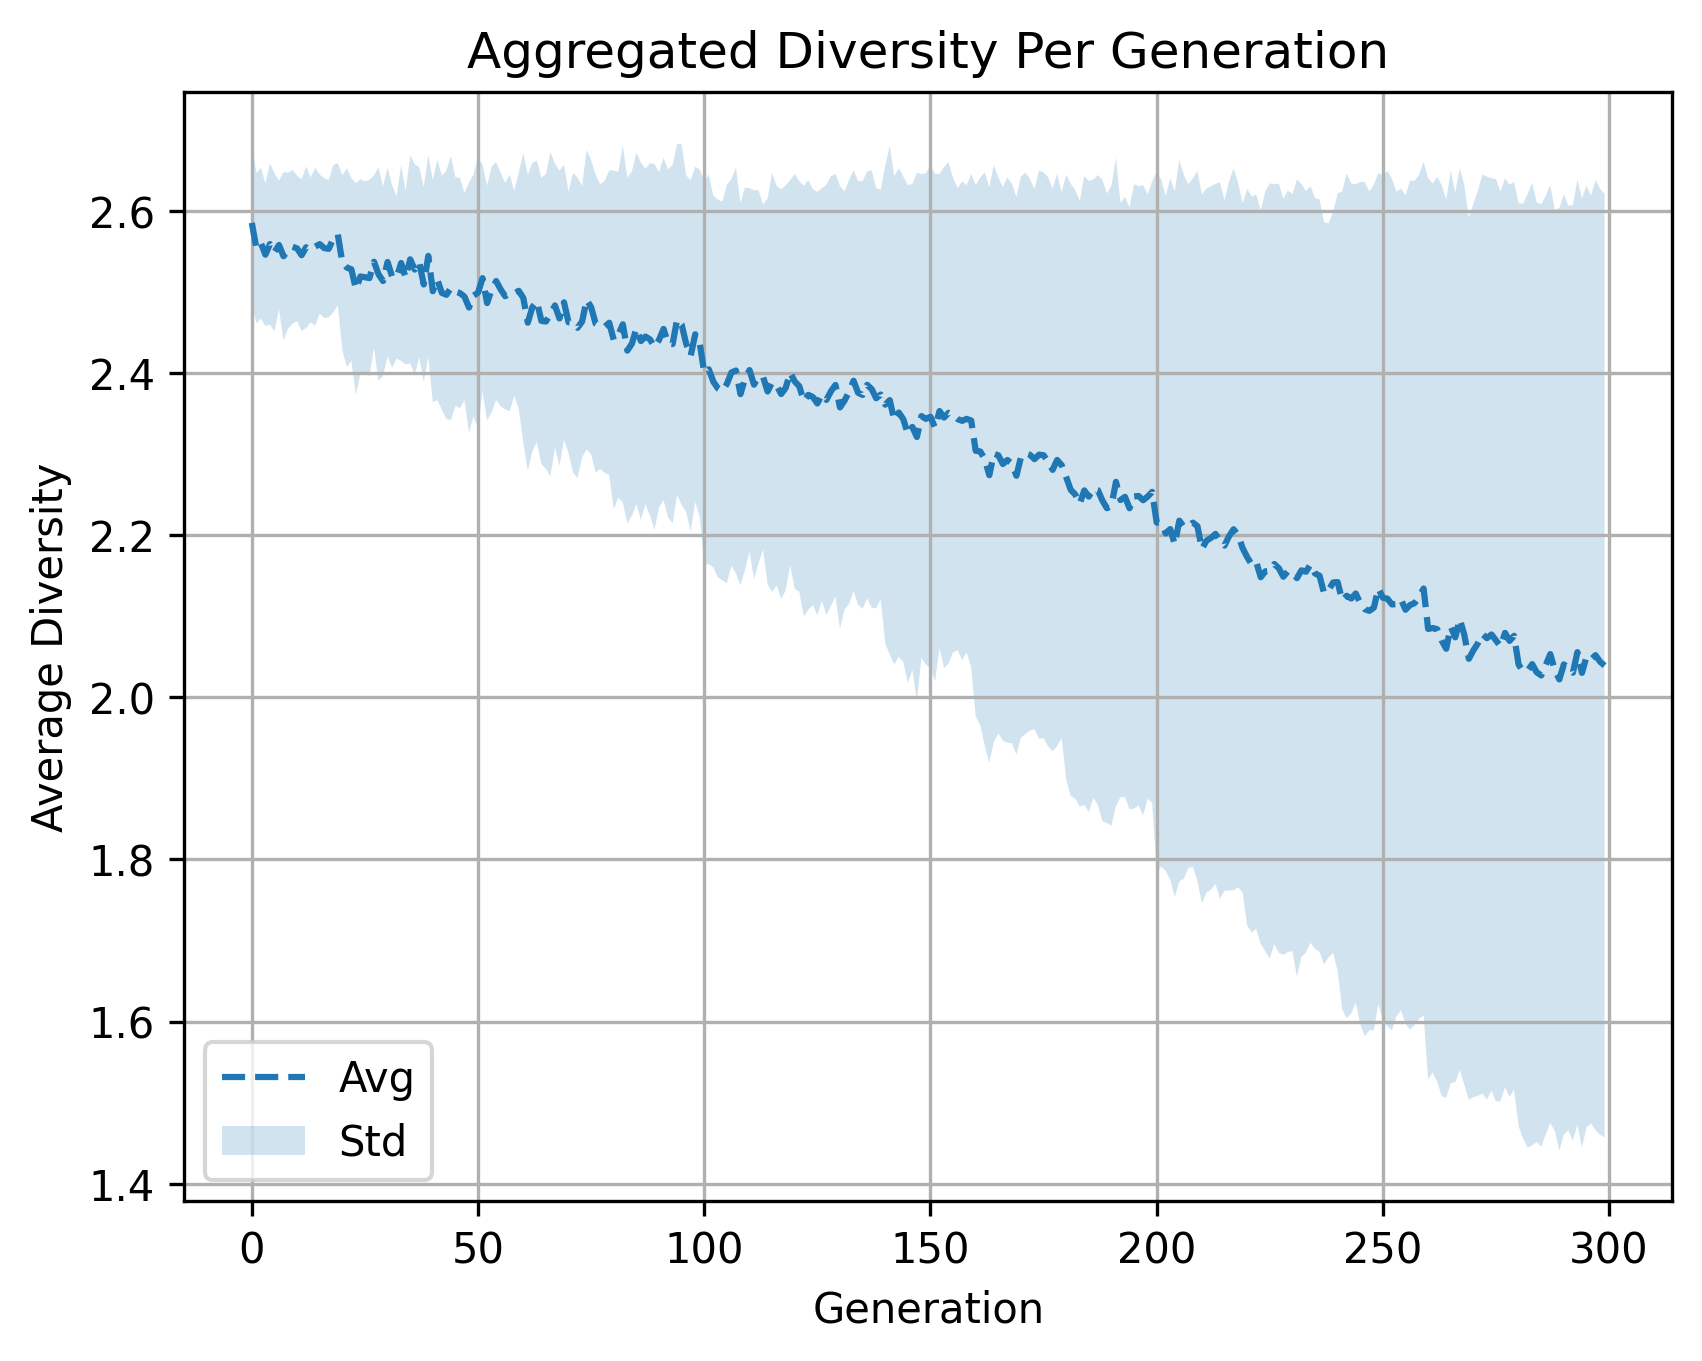 Aggregated Diversity Per Generation
Average Diversity
2.6
2.4
2.2
2.0
1.8
1.6
1.4
Avg
Std
0 50 100 150 200 250 300
Generation